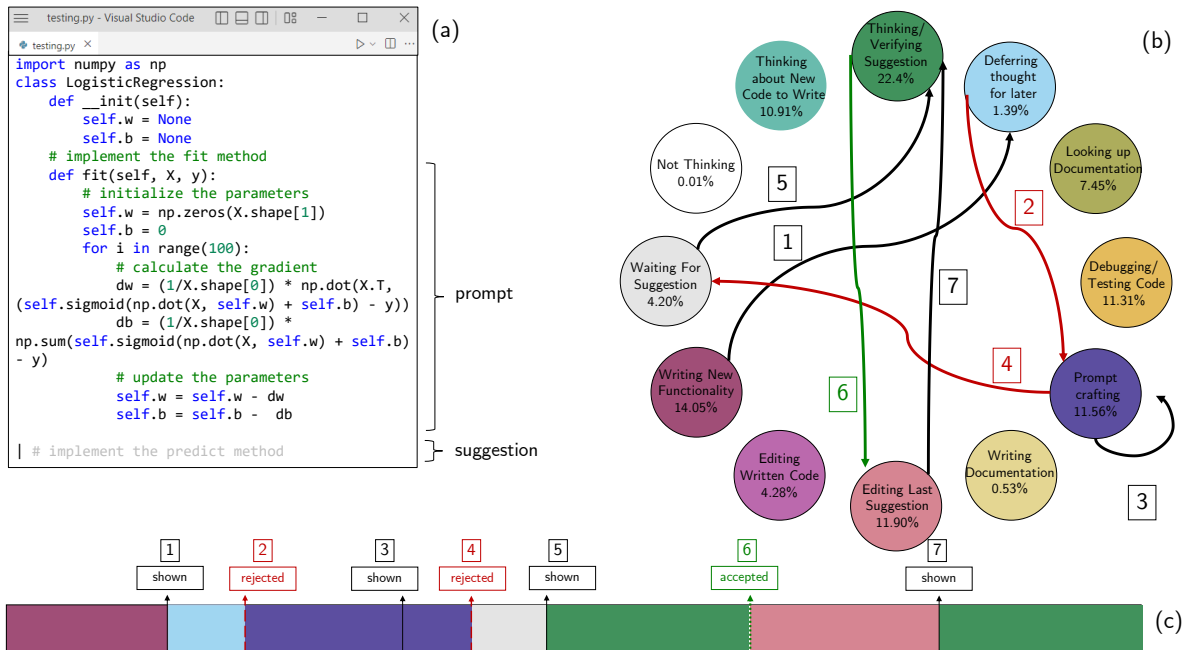 testing.py - Visual Studio Code
testing.py
import numpy as np
class LogisticRegression:
def __init(self):
self.w = None
self.b = None
# implement the fit method
def fit(self, X, y):
# initialize the parameters
self.w = np.zeros(X.shape[1])
self.b = 0
for i in range(100):
# calculate the gradient
dw = (1/X.shape[0]) * np.dot(X.T,
(self.sigmoid(np.dot(X, self.w) + self.b) - y))
db = (1/X.shape[0]) *
np.sum(self.sigmoid(np.dot(X, self.w) + self.b)
- y)
# update the parameters
self.w = self.w - dw
self.b = self.b - db
# implement the predict method
prompt
suggestion
(a)
(b)
Thinking/
Verifying
Suggestion
22.4%
Deferring
thought
for later
1.39%
Looking up
Documentation
7.45%
Debugging/
Testing Code
11.31%
Prompt
crafting
11.56%
Writing
Documentation
0.53%
Editing Last
Suggestion
11.90%
Editing
Written Code
4.28%
Writing New
Functionality
14.05%
Waiting For
Suggestion
4.20%
Not Thinking
0.01%
Thinking
about New
Code to Write
10.91%
5
1
2
7
4
6
3
1
shown
2
rejected
3
shown
4
rejected
5
shown
6
accepted
7
shown
(c)